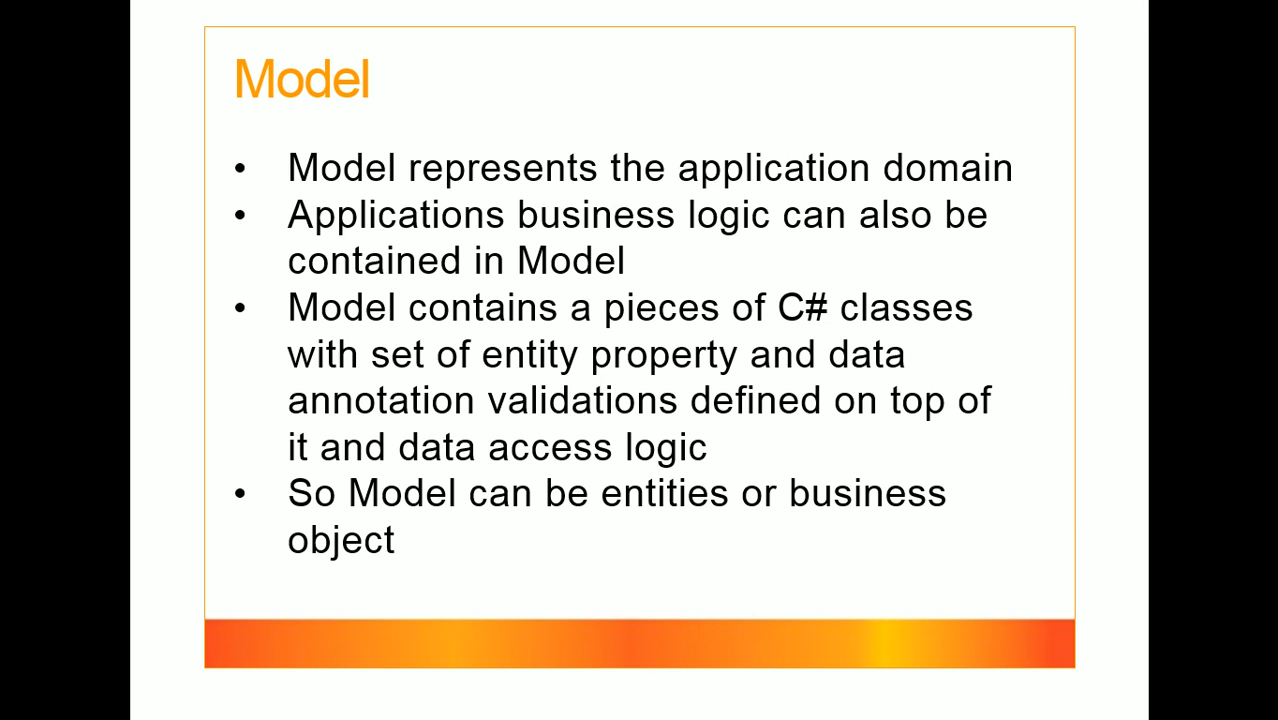 Model
• Model represents the application domain
• Applications business logic can also be
contained in Model
• Model contains a pieces of C# classes
with set of entity property and data
annotation validations defined on top of
it and data access logic
• So Model can be entities or business
object